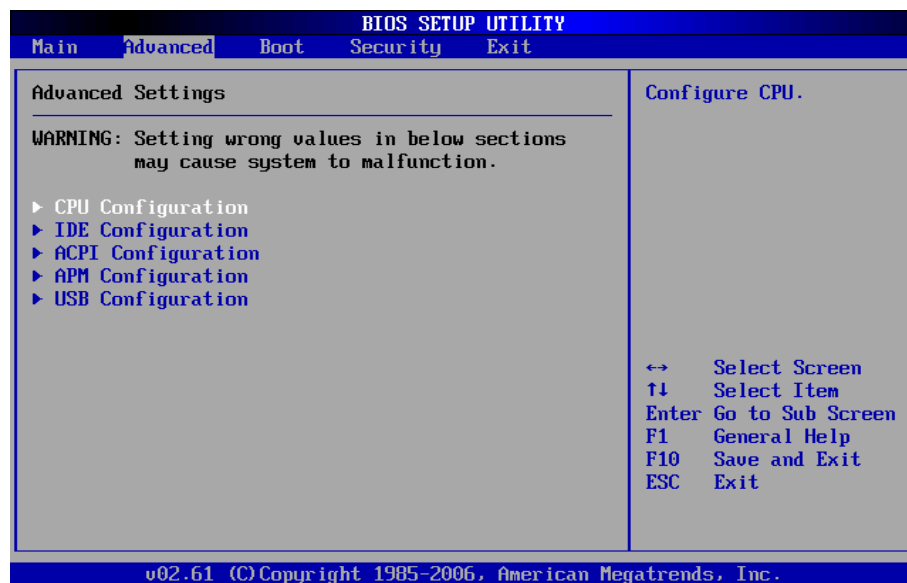 BIOS SETUP UTILITY
Main Advanced Boot Security Exit
Advanced Settings
WARNING: Setting wrong values in below sections
may cause system to malfunction.
▶ CPU Configuration
▶ IDE Configuration
▶ ACPI Configuration
▶ APM Configuration
▶ USB Configuration
Configure CPU.
↔ Select Screen
↑↓ Select Item
Enter Go to Sub Screen
F1 General Help
F10 Save and Exit
ESC Exit
v02.61 (C)Copyright 1985-2006, American Megatrends, Inc.